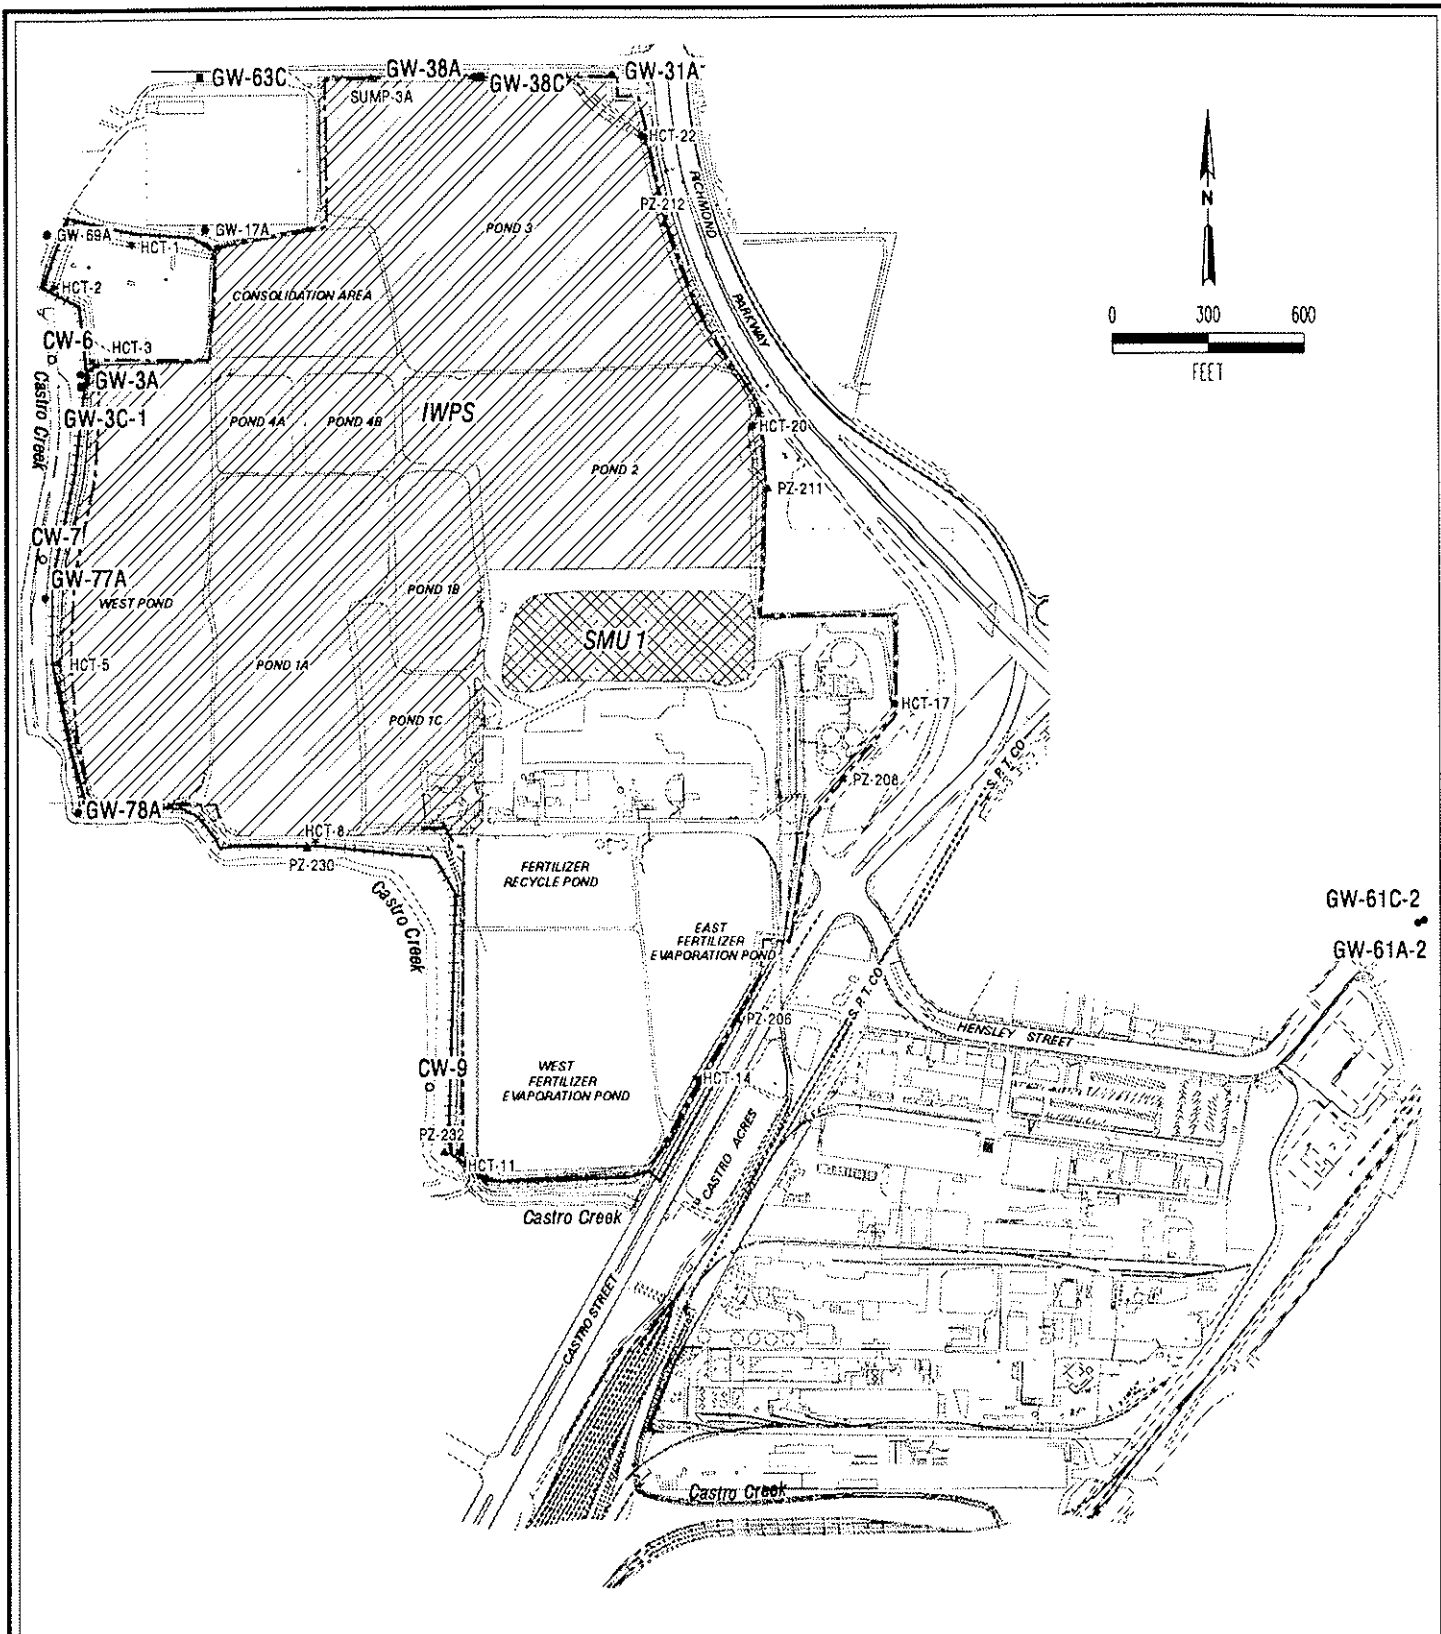 GW-63C
GW-38A
GW-38C
GW-31A
SUMP-3A
HCT-22
N
RICHMOND
PARKWAY
PZ-212
POND 3
GW-69A
HCT-1
GW-17A
HCT-2
CONSOLIDATION AREA
0 300 600
FEET
CW-6
HCT-3
GW-3A
GW-3C-1
Castro Creek
POND 4A
POND 4B
IWPS
HCT-20
POND 2
PZ-211
CW-7
GW-77A
WEST POND
POND 1B
SMU 1
HCT-5
POND 1A
POND 1C
HCT-17
S.P.T. CO
PZ-208
GW-78A
HCT-8
PZ-230
FERTILIZER
RECYCLE POND
Castro Creek
EAST
FERTILIZER
EVAPORATION POND
GW-61C-2
GW-61A-2
S.P.T. CO
PZ-206
HENSLEY STREET
CW-9
WEST
FERTILIZER
EVAPORATION POND
HCT-14
PZ-232
HCT-11
CASTRO ACRES
Castro Creek
CASTRO STREET
Castro Creek